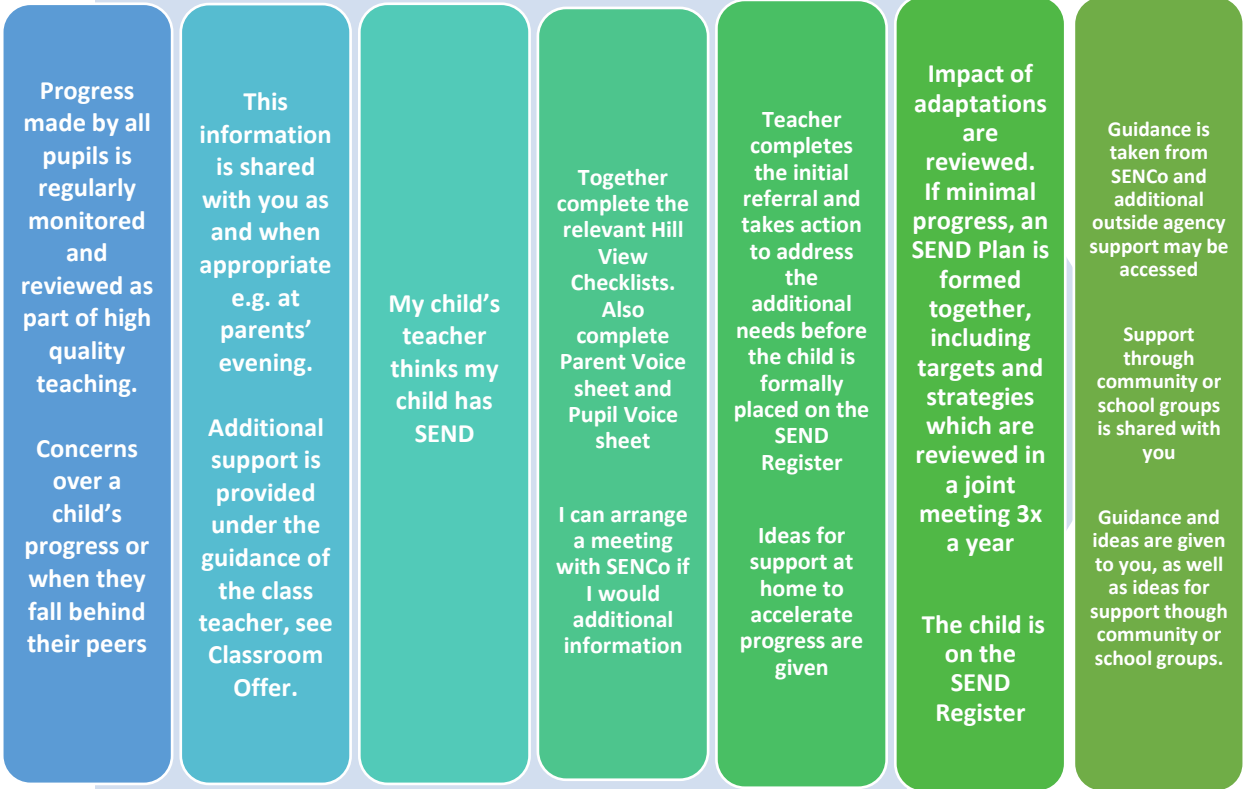 Progress
made by all
pupils is
regularly
monitored
and
reviewed as
part of high
quality
teaching.
Concerns
over a
child's
progress or
when they
fall behind
their peers
This
information
is shared
with you as
and when
appropriate
e.g. at
parents'
evening.
Additional
support is
provided
under the
guidance of
the class
teacher, see
Classroom
Offer.
My child's
teacher
thinks my
child has
SEND
Together
complete the
relevant Hill
View
Checklists.
Also
complete
Parent Voice
sheet and
Pupil Voice
sheet
I can arrange
a meeting
with SENCo if
I would
additional
information
Teacher
completes
the initial
referral and
takes action
to address
the
additional
needs before
the child is
formally
placed on the
SEND
Register
Ideas for
support at
home to
accelerate
progress are
given
Impact of
adaptations
are
reviewed.
If minimal
progress, an
SEND Plan is
formed
together,
including
targets and
strategies
which are
reviewed in
a joint
meeting 3x
a year
The child is
on the
SEND
Register
Guidance is
taken from
SENCo and
additional
outside agency
support may be
accessed
Support
through
community or
school groups
is shared with
you
Guidance and
ideas are given
to you, as well
as ideas for
support though
community or
school groups.